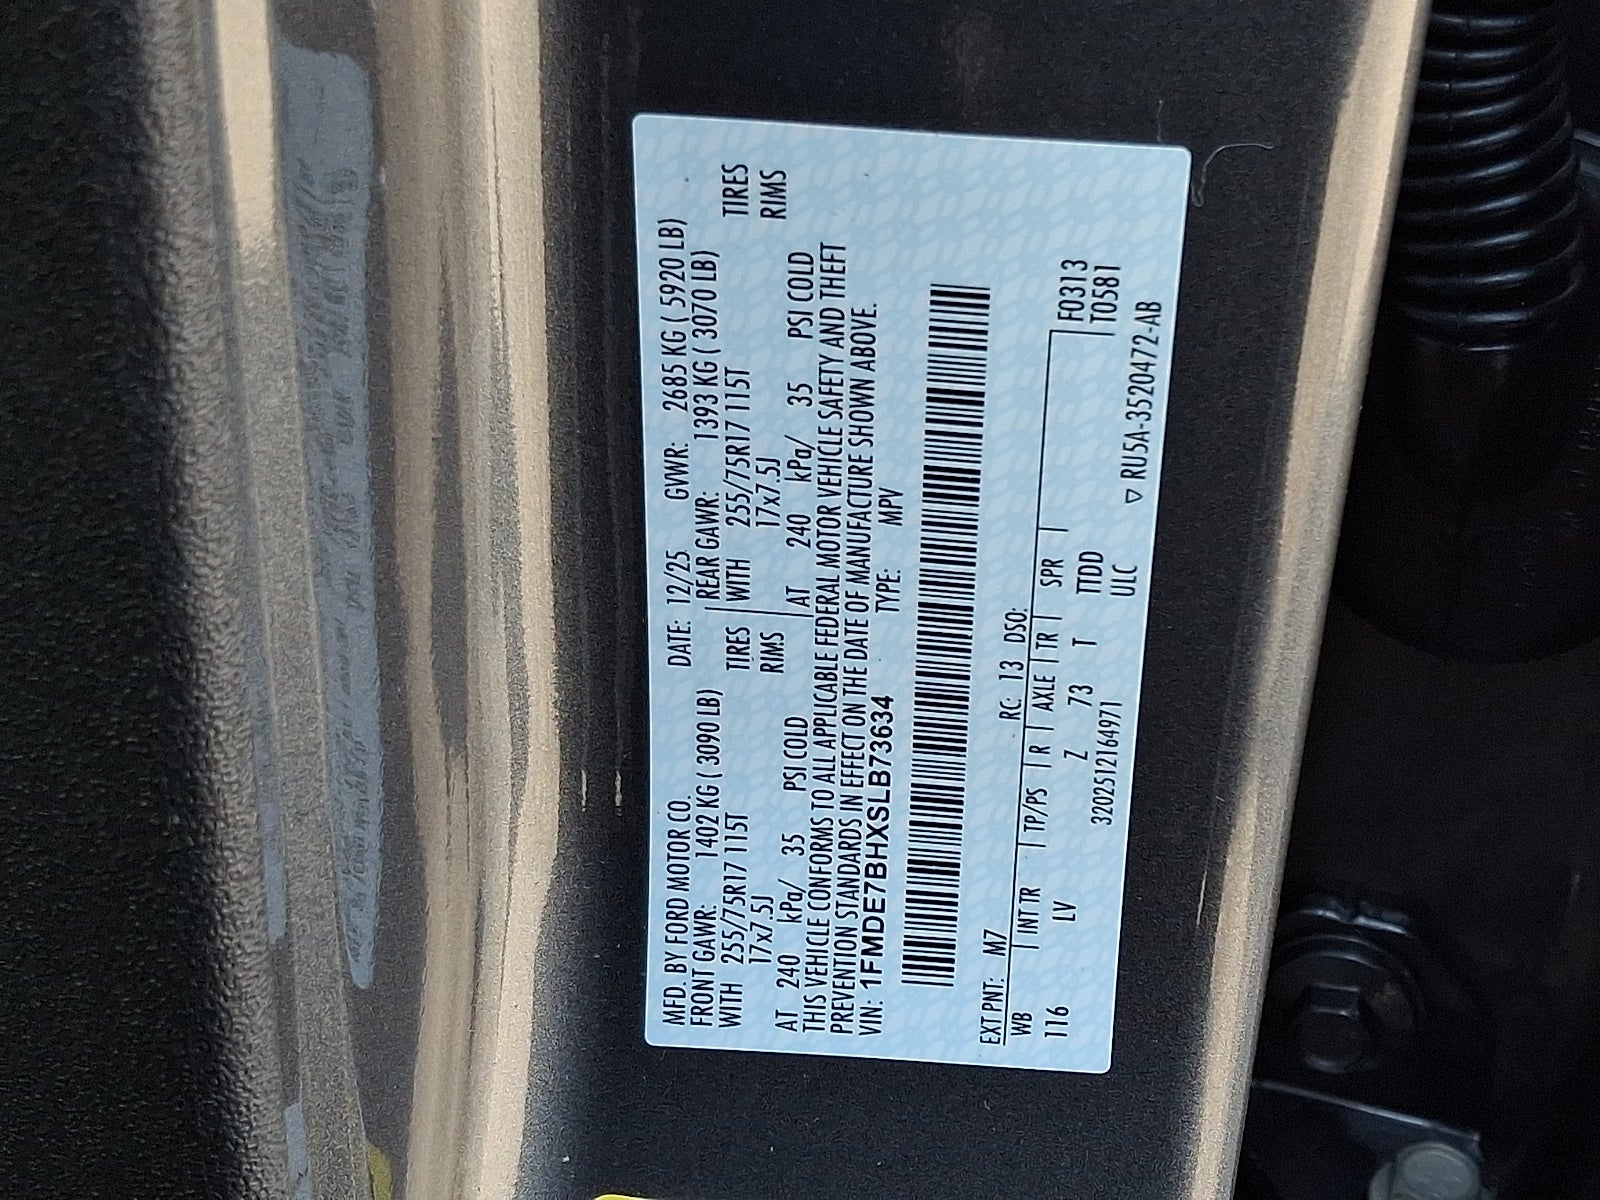 MFD. BY FORD MOTOR CO. DATE: 12/25 GVWR: 2685 KG ( 5920 LB)
FRONT GAWR: 1402 KG ( 3090 LB) REAR GAWR: 1393 KG ( 3070 LB)
WITH 255/75R17 115T TIRES WITH 255/75R17 115T TIRES
17x7.5J RIMS 17x7.5J RIMS
AT 240 kPa/ 35 PSI COLD AT 240 kPa/ 35 PSI COLD
THIS VEHICLE CONFORMS TO ALL APPLICABLE FEDERAL MOTOR VEHICLE SAFETY AND THEFT
PREVENTION STANDARDS IN EFFECT ON THE DATE OF MANUFACTURE SHOWN ABOVE.
VIN: 1FMDE7BHXSLB73634 TYPE: MPV
EXT PNT: M7 RC: 13 DSO:
WB INT TR TP/PS R AXLE TR SPR F0313
116 LV Z 73 T TTDD T0581
3202512164971 ULC
▽ RU5A-3520472-AB